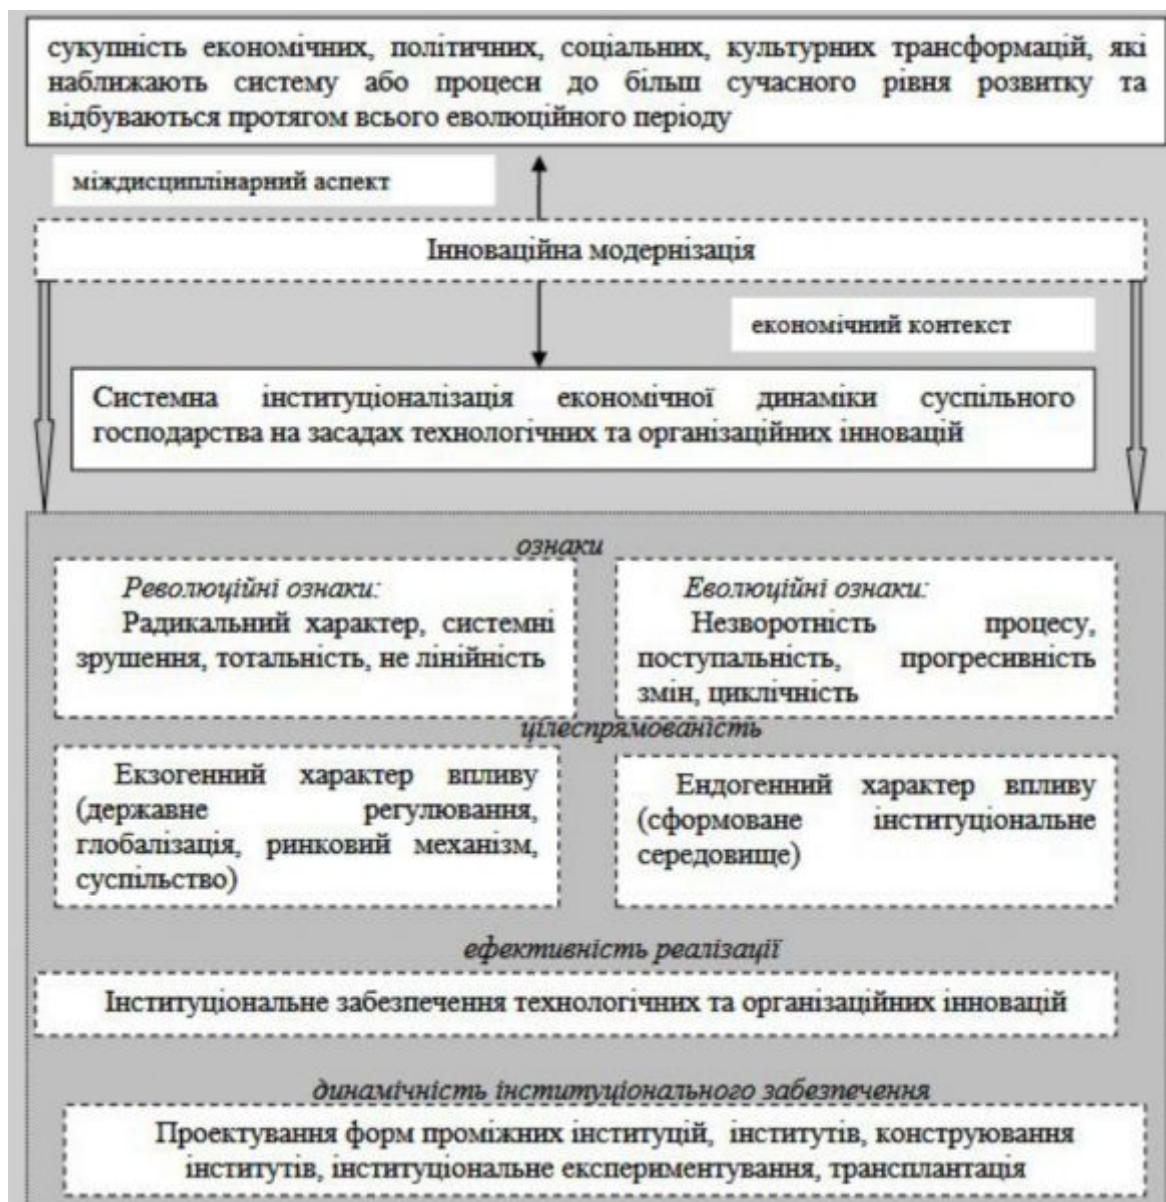 сукупність економічних, політичних, соціальних, культурних трансформацій, які
наближають систему або процеси до більш сучасного рівня розвитку та
відбуваються протягом всього еволюційного періоду
міждисциплінарний аспект
Інноваційна модернізація
економічний контекст
Системна інституціоналізація економічної динаміки суспільного
господарства на засадах технологічних та організаційних інновацій
ознаки
Революційні ознаки:
Радикальний характер, системні
зрушення, тотальність, не лінійність
Еволюційні ознаки:
Незворотність процесу,
поступальність, прогресивність
змін, циклічність
цілеспрямованість
Екзогенний характер впливу
(державне регулювання,
глобалізація, ринковий механізм,
суспільство)
Ендогенний характер впливу
(сформоване інституціональне
середовище)
ефективність реалізації
Інституціональне забезпечення технологічних та організаційних інновацій
динамічність інституціонального забезпечення
Проектування форм проміжних інституцій, інститутів, конструювання
інститутів, інституціональне експериментування, трансплантація